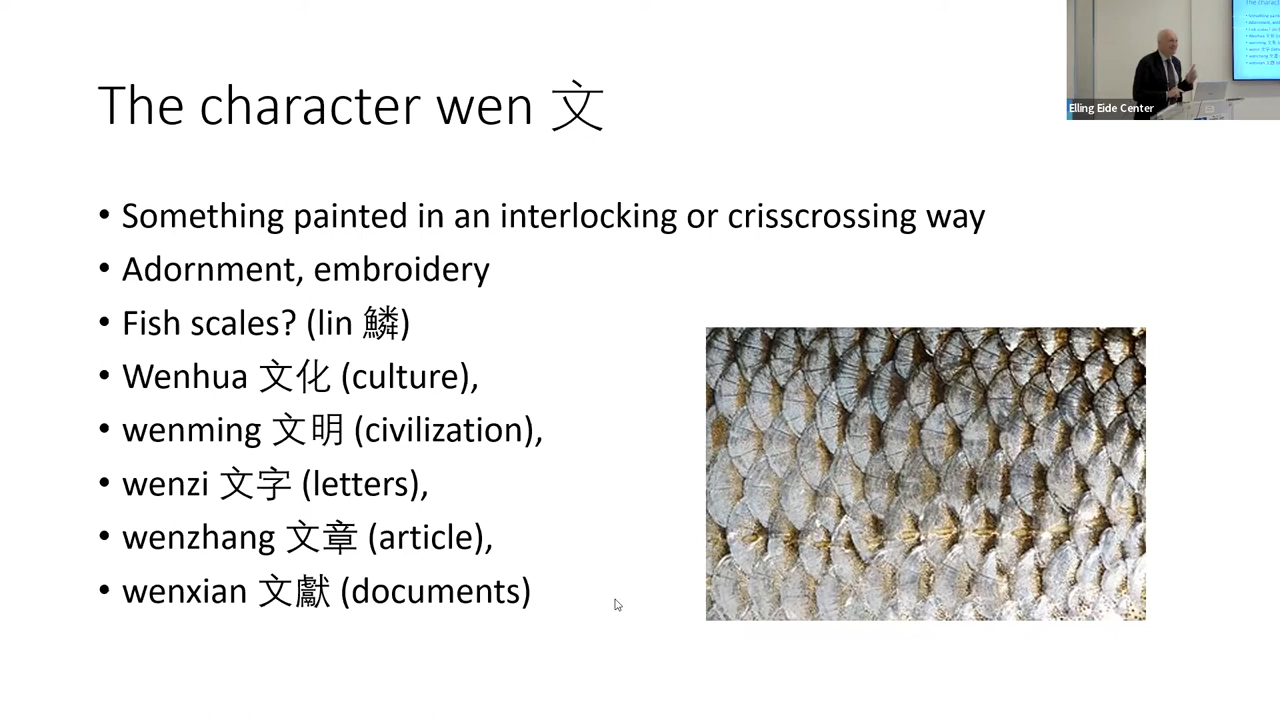 The character wen 文
• Something painted in an interlocking or crisscrossing way
• Adornment, embroidery
• Fish scales? (lin 鱗)
• Wenhua 文化 (culture),
• wenming 文明 (civilization),
• wenzi 文字 (letters),
• wenzhang 文章 (article),
• wenxian 文獻 (documents)
Elling Eide Center